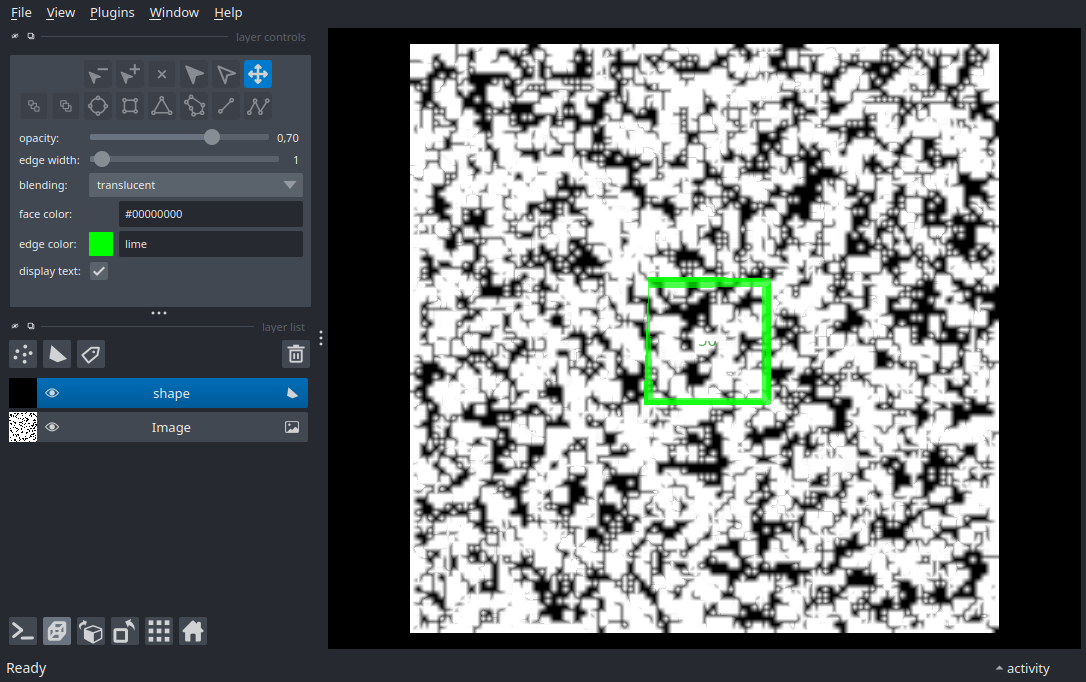 File View Plugins Window Help
layer controls
opacity: 0,70
edge width: 1
blending: translucent
face color: #00000000
edge color: lime
display text:
layer list
shape
Image
Ready
activity